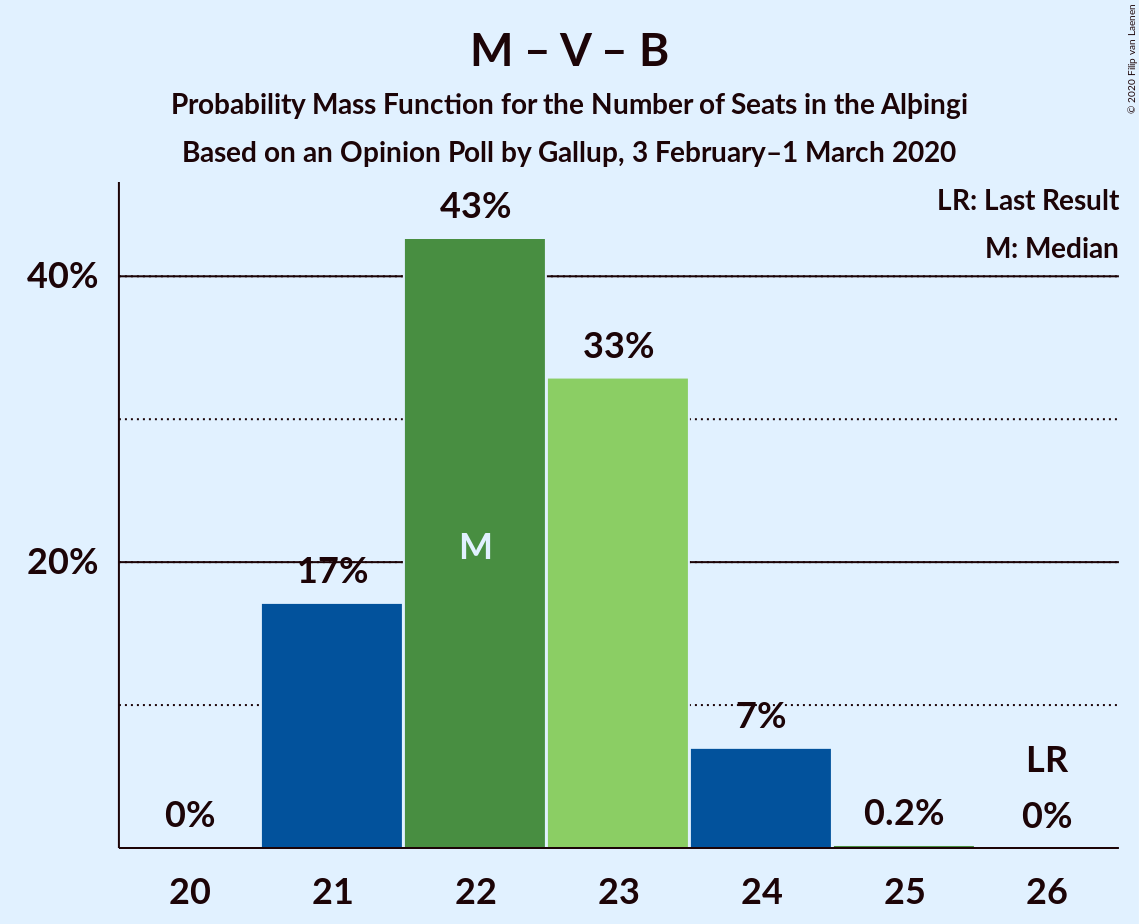 M – V – B
Probability Mass Function for the Number of Seats in the Alþingi
Based on an Opinion Poll by Gallup, 3 February–1 March 2020
© 2020 Filip van Laenen
LR: Last Result
M: Median
43%
40%
33%
M
20%
17%
7%
LR
0%
0.2%
0%
20 21 22 23 24 25 26